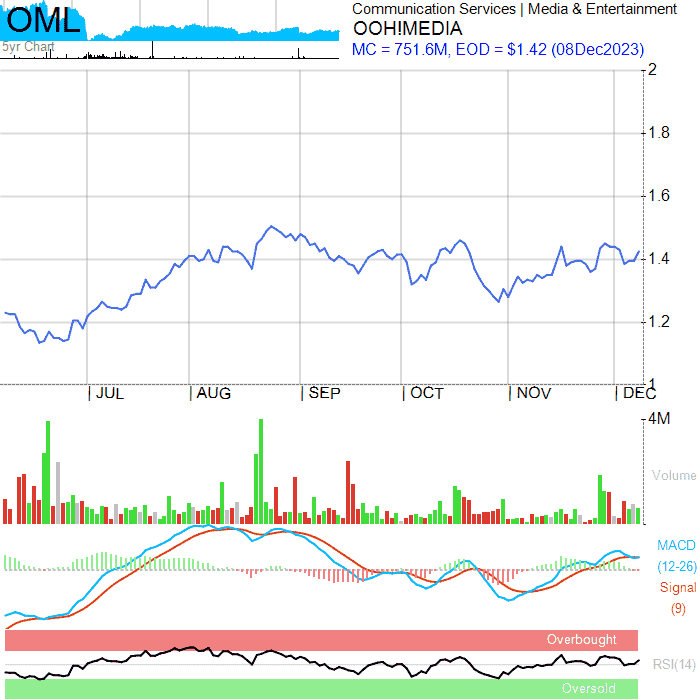 OML
5yr Chart
Communication Services | Media & Entertainment
OOH!MEDIA
MC = 751.6M, EOD = $1.42 (08Dec2023)
2
1.8
1.6
1.4
1.2
1
JUL AUG SEP OCT NOV DEC
4M
Volume
MACD
(12-26)
Signal
(9)
Overbought
RSI(14)
Oversold